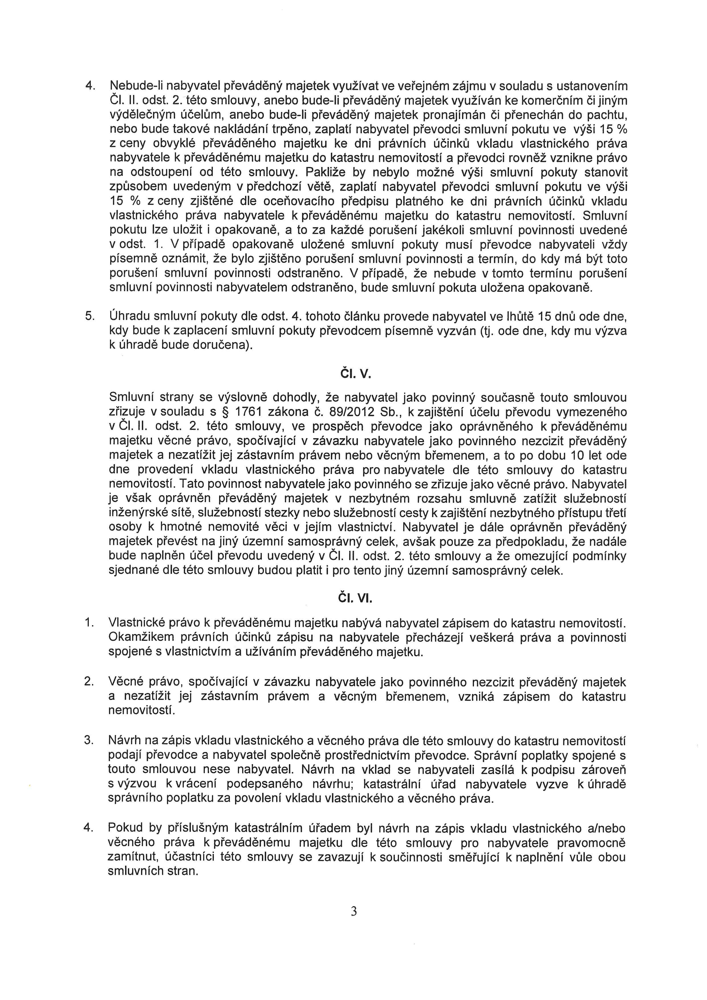 4. Nebude-li nabyvatel převáděný majetek využívat ve veřejném zájmu v souladu s ustanovením
Čl. II. odst. 2. této smlouvy, anebo bude-li převáděný majetek využíván ke komerčním či jiným
výdělečným účelům, anebo bude-li převáděný majetek pronajímán či přenechán do pachtu,
nebo bude takové nakládání trpěno, zaplatí nabyvatel převodci smluvní pokutu ve výši 15 %
z ceny obvyklé převáděného majetku ke dni právních účinků vkladu vlastnického práva
nabyvatele k převáděnému majetku do katastru nemovitostí a převodci rovněž vznikne právo
na odstoupení od této smlouvy. Pakliže by nebylo možné výši smluvní pokuty stanovit
způsobem uvedeným v předchozí větě, zaplatí nabyvatel převodci smluvní pokutu ve výši
15 % z ceny zjištěné dle oceňovacího předpisu platného ke dni právních účinků vkladu
vlastnického práva nabyvatele k převáděnému majetku do katastru nemovitostí. Smluvní
pokutu lze uložit i opakovaně, a to za každé porušení jakékoli smluvní povinnosti uvedené
v odst. 1. V případě opakovaně uložené smluvní pokuty musí převodce nabyvateli vždy
písemně oznámit, že bylo zjištěno porušení smluvní povinnosti a termín, do kdy má být toto
porušení smluvní povinnosti odstraněno. V případě, že nebude v tomto termínu porušení
smluvní povinnosti nabyvatelem odstraněno, bude smluvní pokuta uložena opakovaně.
5. Úhradu smluvní pokuty dle odst. 4. tohoto článku provede nabyvatel ve lhůtě 15 dnů ode dne,
kdy bude k zaplacení smluvní pokuty převodcem písemně vyzván (tj. ode dne, kdy mu výzva
k úhradě bude doručena).
Čl. V.
Smluvní strany se výslovně dohodly, že nabyvatel jako povinný současně touto smlouvou
zřizuje v souladu s § 1761 zákona č. 89/2012 Sb., k zajištění účelu převodu vymezeného
v Čl. II. odst. 2. této smlouvy, ve prospěch převodce jako oprávněného k převáděnému
majetku věcné právo, spočívající v závazku nabyvatele jako povinného nezcizit převáděný
majetek a nezatížit jej zástavním právem nebo věcným břemenem, a to po dobu 10 let ode
dne provedení vkladu vlastnického práva pro nabyvatele dle této smlouvy do katastru
nemovitostí. Tato povinnost nabyvatele jako povinného se zřizuje jako věcné právo. Nabyvatel
je však oprávněn převáděný majetek v nezbytném rozsahu smluvně zatížit služebností
inženýrské sítě, služebností stezky nebo služebností cesty k zajištění nezbytného přístupu třetí
osoby k hmotné nemovité věci v jejím vlastnictví. Nabyvatel je dále oprávněn převáděný
majetek převést na jiný územní samosprávný celek, avšak pouze za předpokladu, že nadále
bude naplněn účel převodu uvedený v Čl. II. odst. 2. této smlouvy a že omezující podmínky
sjednané dle této smlouvy budou platit i pro tento jiný územní samosprávný celek.
Čl. VI.
1. Vlastnické právo k převáděnému majetku nabývá nabyvatel zápisem do katastru nemovitostí.
Okamžikem právních účinků zápisu na nabyvatele přecházejí veškerá práva a povinnosti
spojené s vlastnictvím a užíváním převáděného majetku.
2. Věcné právo, spočívající v závazku nabyvatele jako povinného nezcizit převáděný majetek
a nezatížit jej zástavním právem a věcným břemenem, vzniká zápisem do katastru
nemovitostí.
3. Návrh na zápis vkladu vlastnického a věcného práva dle této smlouvy do katastru nemovitostí
podají převodce a nabyvatel společně prostřednictvím převodce. Správní poplatky spojené s
touto smlouvou nese nabyvatel. Návrh na vklad se nabyvateli zasílá k podpisu zároveň
s výzvou k vrácení podepsaného návrhu; katastrální úřad nabyvatele vyzve k úhradě
správního poplatku za povolení vkladu vlastnického a věcného práva.
4. Pokud by příslušným katastrálním úřadem byl návrh na zápis vkladu vlastnického a/nebo
věcného práva k převáděnému majetku dle této smlouvy pro nabyvatele pravomocně
zamítnut, účastníci této smlouvy se zavazují k součinnosti směřující k naplnění vůle obou
smluvních stran.
3